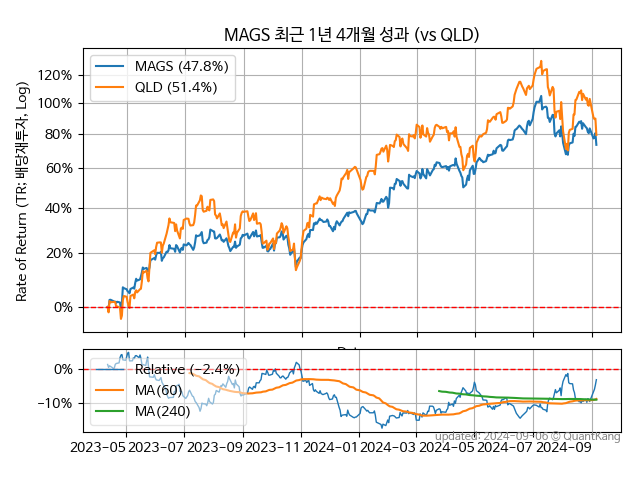 MAGS 최근 1년 4개월 성과 (vs QLD)
MAGS (47.8%)
QLD (51.4%)
120%
100%
80%
60%
40%
20%
0%
Rate of Return (TR: 배당재투자, Log)
0%
−10%
Relative (−2.4%)
MA(60)
MA(240)
updated: 2024-09-06 © QuantKang
2023−05 2023−07 2023−09 2023−11 2024−01 2024−03 2024−05 2024−07 2024−09